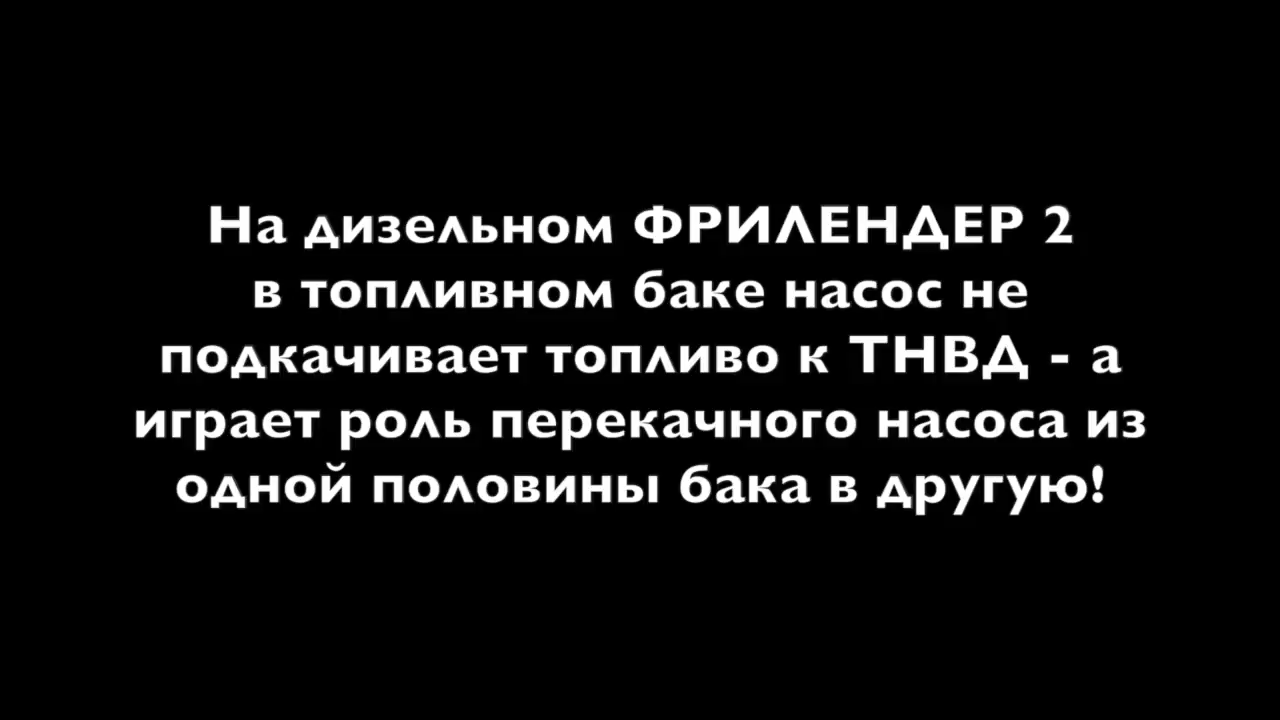 На дизельном ФРИЛЕНДЕР 2
в топливном баке насос не
подкачивает топливо к ТНВД - а
играет роль перекачного насоса из
одной половины бака в другую!